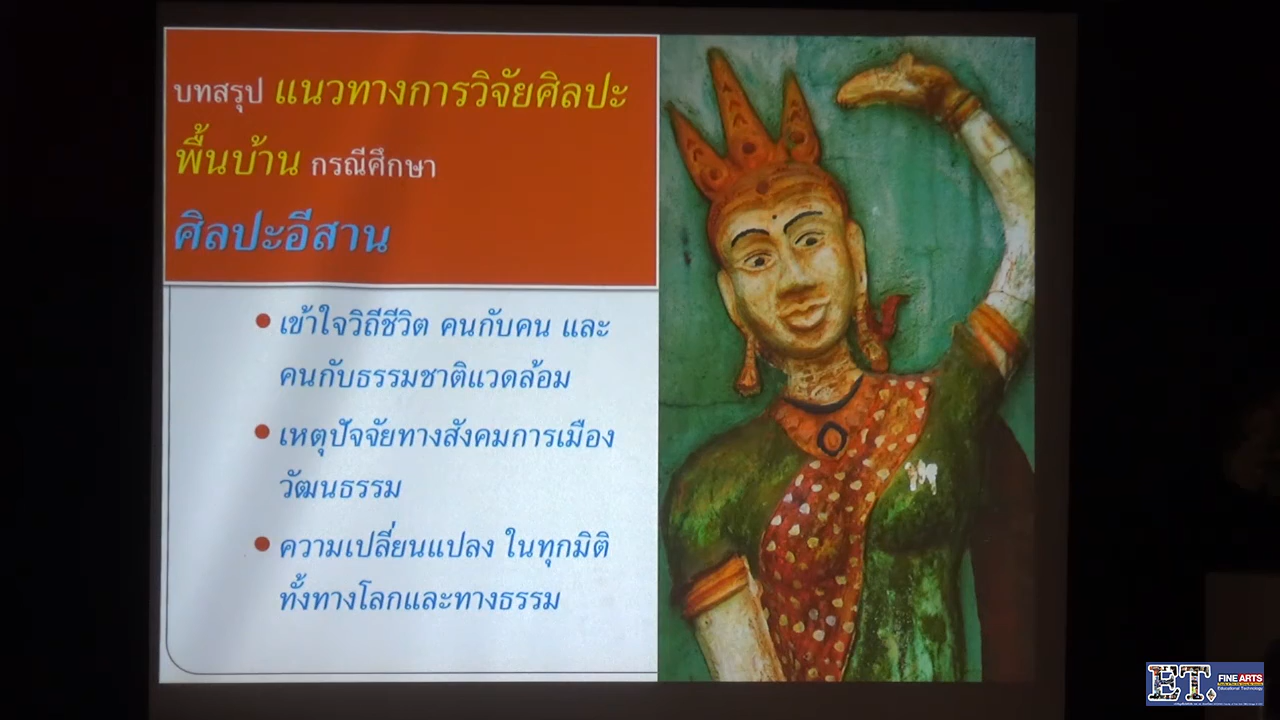 บทสรุป แนวทางการวิจัยศิลปะ
พื้นบ้าน กรณีศึกษา
ศิลปะอีสาน
เข้าใจวิถีชีวิต คนกับคน และ
คนกับธรรมชาติแวดล้อม
เหตุปัจจัยทางสังคมการเมือง
วัฒนธรรม
ความเปลี่ยนแปลง ในทุกมิติ
ทั้งทางโลกและทางธรรม
ET.
FINE ARTS
Educational Technology